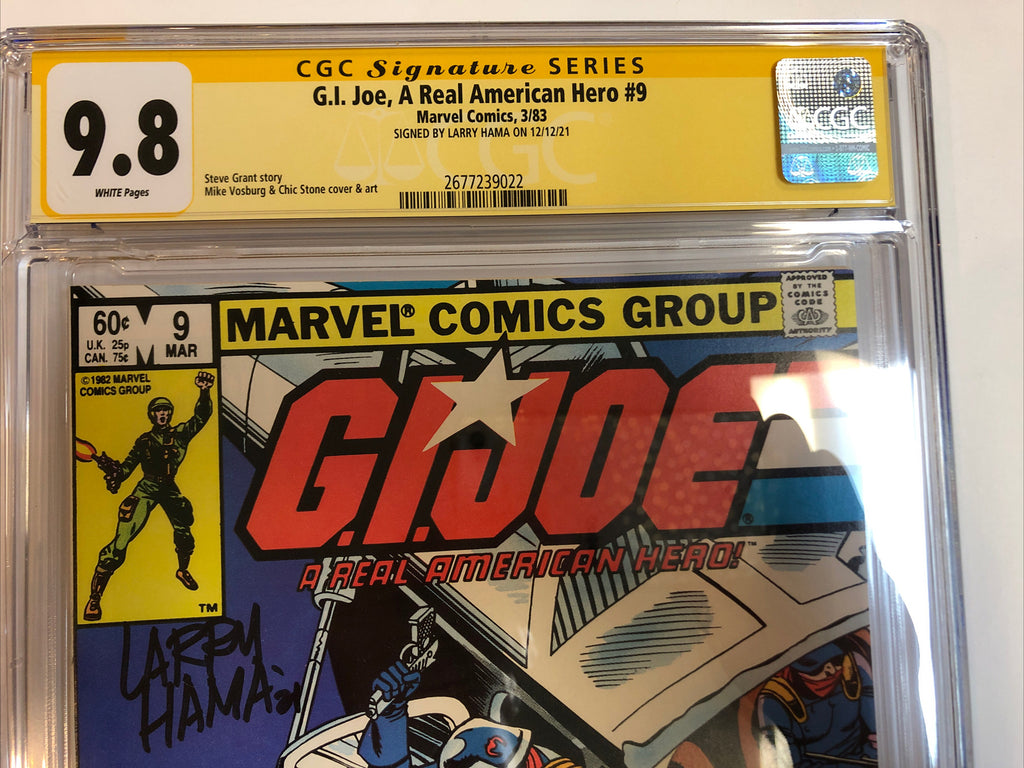 CGC Signature SERIES
G.I. Joe, A Real American Hero #9
Marvel Comics, 3/83
SIGNED BY LARRY HAMA ON 12/12/21
9.8
WHITE Pages
Steve Grant story
Mike Vosburg & Chic Stone cover & art
2677239022
CGC
CGC
60¢
U.K. 25p
CAN. 75¢
M
9
MAR
MARVEL® COMICS GROUP
APPROVED
BY THE
COMICS
CODE
AUTHORITY
©1982 MARVEL
COMICS GROUP
TM
G.I. JOE®
A REAL AMERICAN HERO!™
LARRY
HAMA '21